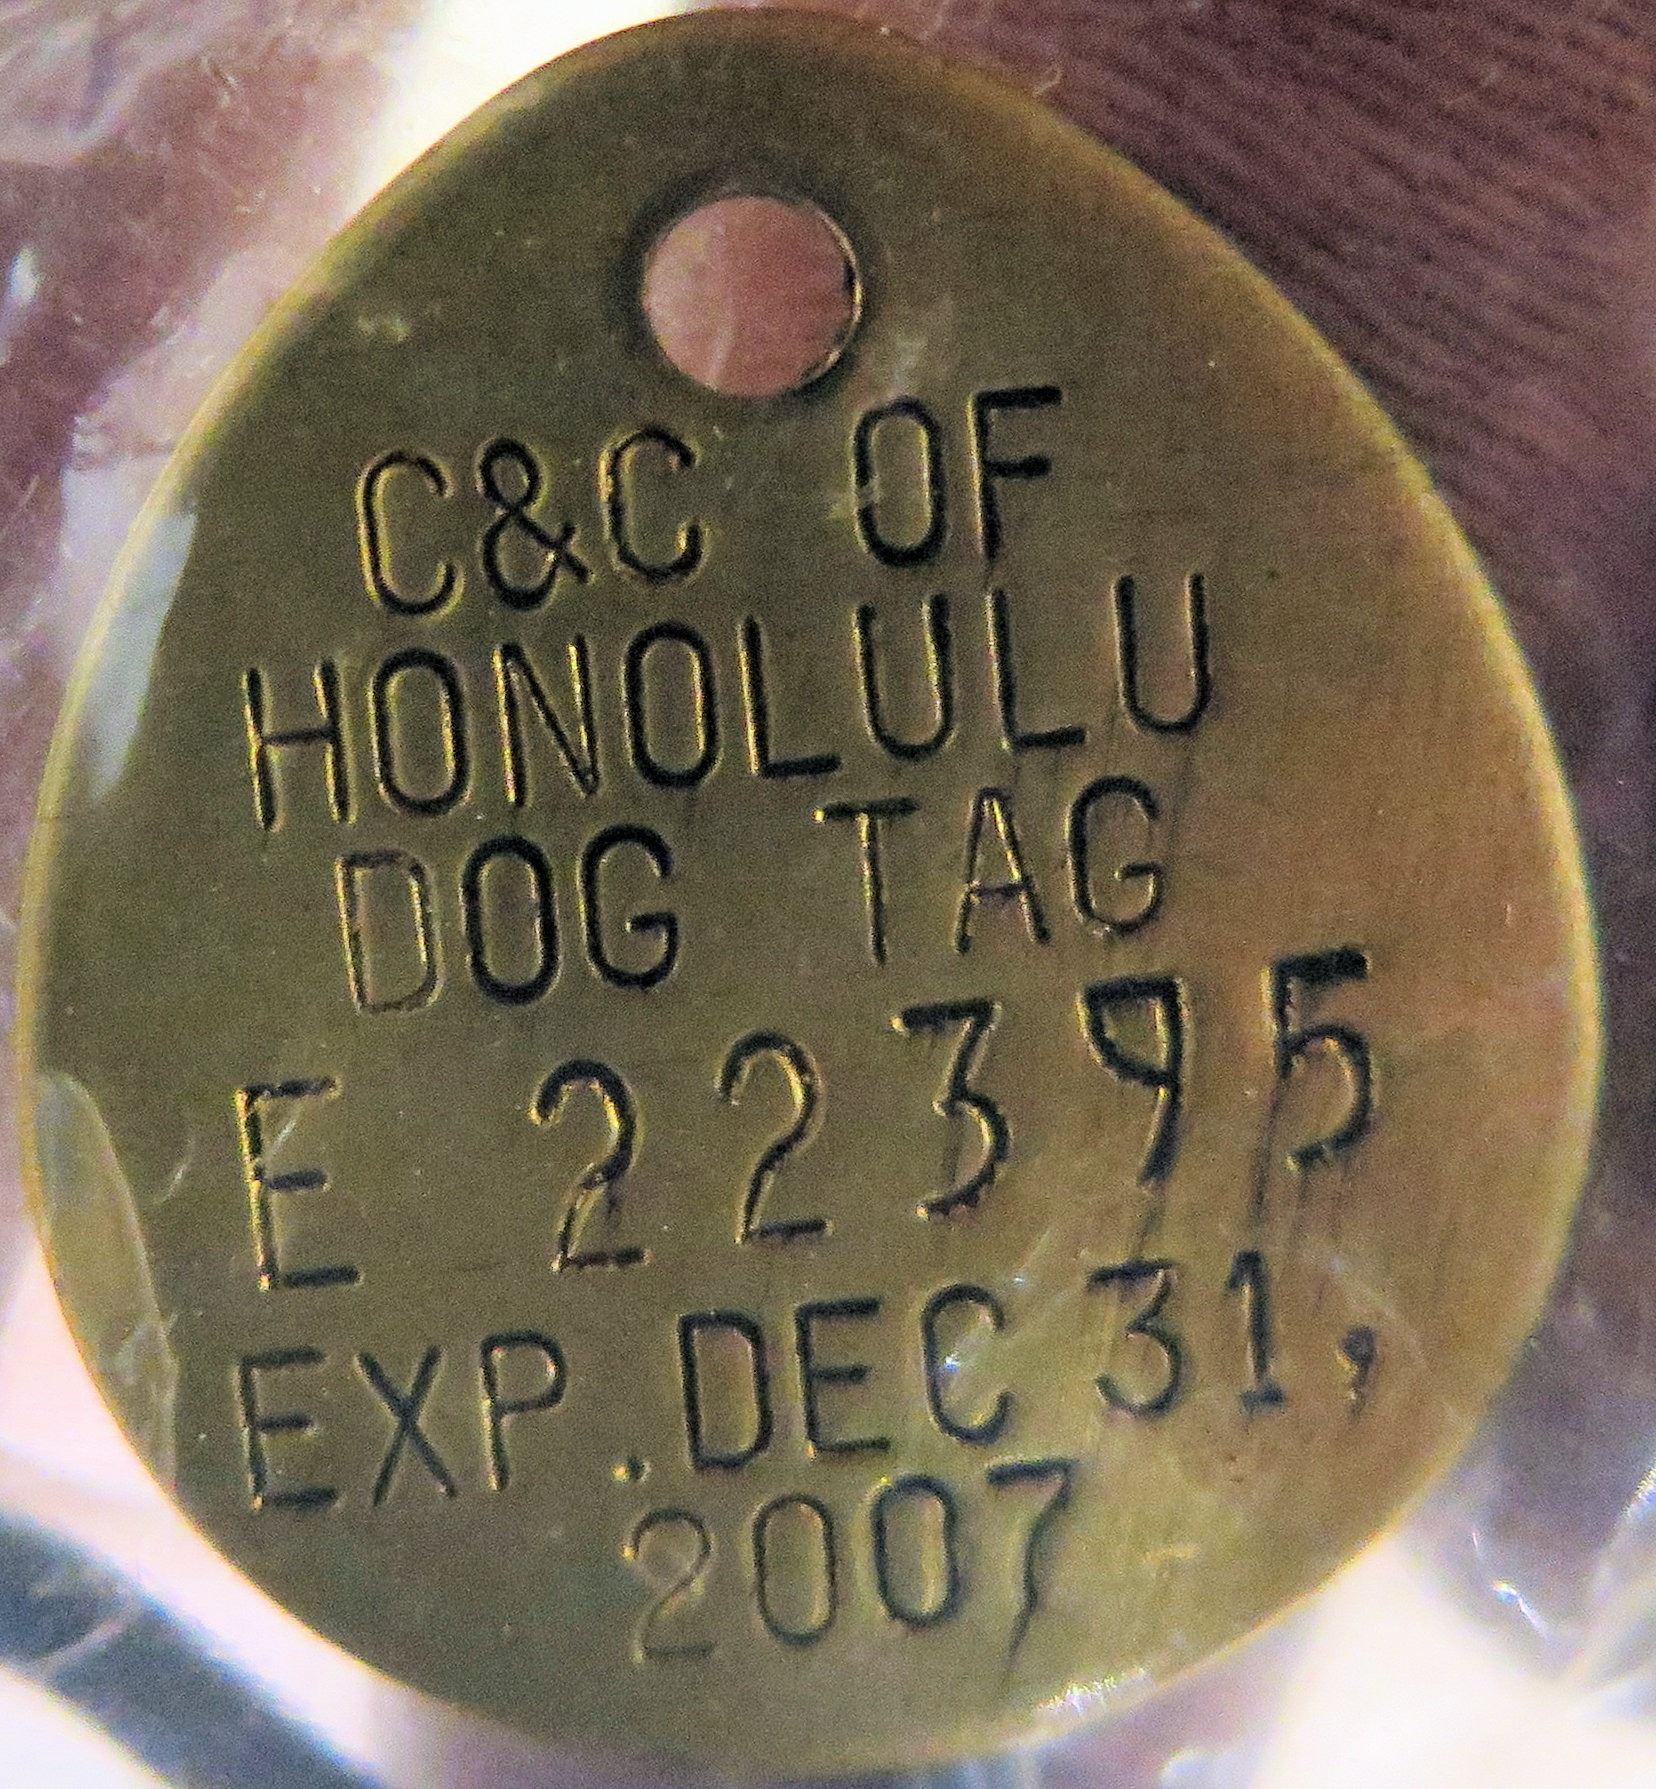 C&C OF
HONOLULU
DOG TAG
E 22395
EXP.DEC 31,
2007